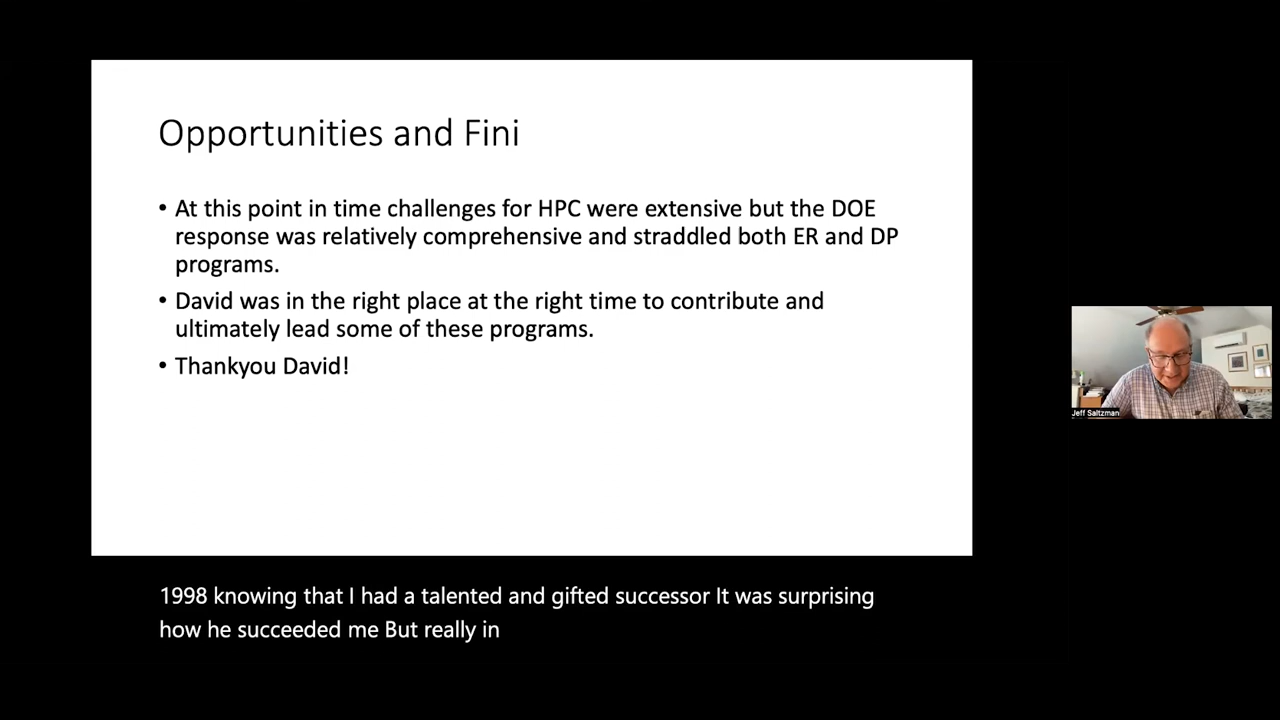 Opportunities and Fini
• At this point in time challenges for HPC were extensive but the DOE
response was relatively comprehensive and straddled both ER and DP
programs.
• David was in the right place at the right time to contribute and
ultimately lead some of these programs.
• Thankyou David!
Jeff Saltzman
1998 knowing that I had a talented and gifted successor It was surprising
how he succeeded me But really in